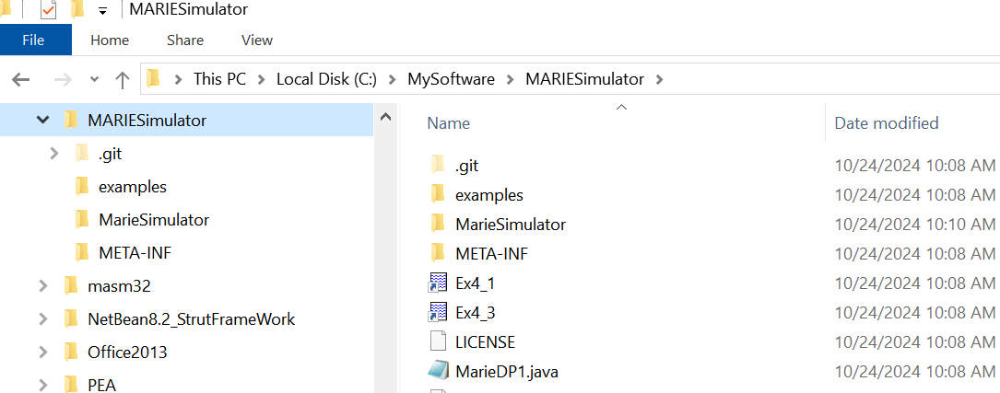 MARIESimulator
File Home Share View
This PC Local Disk (C:) MySoftware MARIESimulator
MARIESimulator
.git
examples
MarieSimulator
META-INF
masm32
NetBean8.2_StrutFrameWork
Office2013
PEA
Name Date modified
.git 10/24/2024 10:08 AM
examples 10/24/2024 10:08 AM
MarieSimulator 10/24/2024 10:10 AM
META-INF 10/24/2024 10:08 AM
Ex4_1 10/24/2024 10:08 AM
Ex4_3 10/24/2024 10:08 AM
LICENSE 10/24/2024 10:08 AM
MarieDP1.java 10/24/2024 10:08 AM